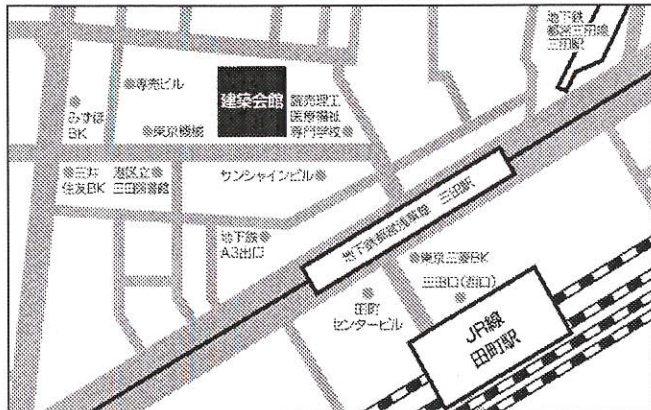 地下鉄
都営三田線
三田駅
専売ビル
建築会館
読売理工
医療福祉
専門学校
みずほ
BK
東京機械
三井
住友BK
港区立
三田図書館
サンシャインビル
地下鉄都営浅草線 三田駅
地下鉄
A3出口
東京三菱BK
三田口(西口)
田町
センタービル
JR線
田町駅